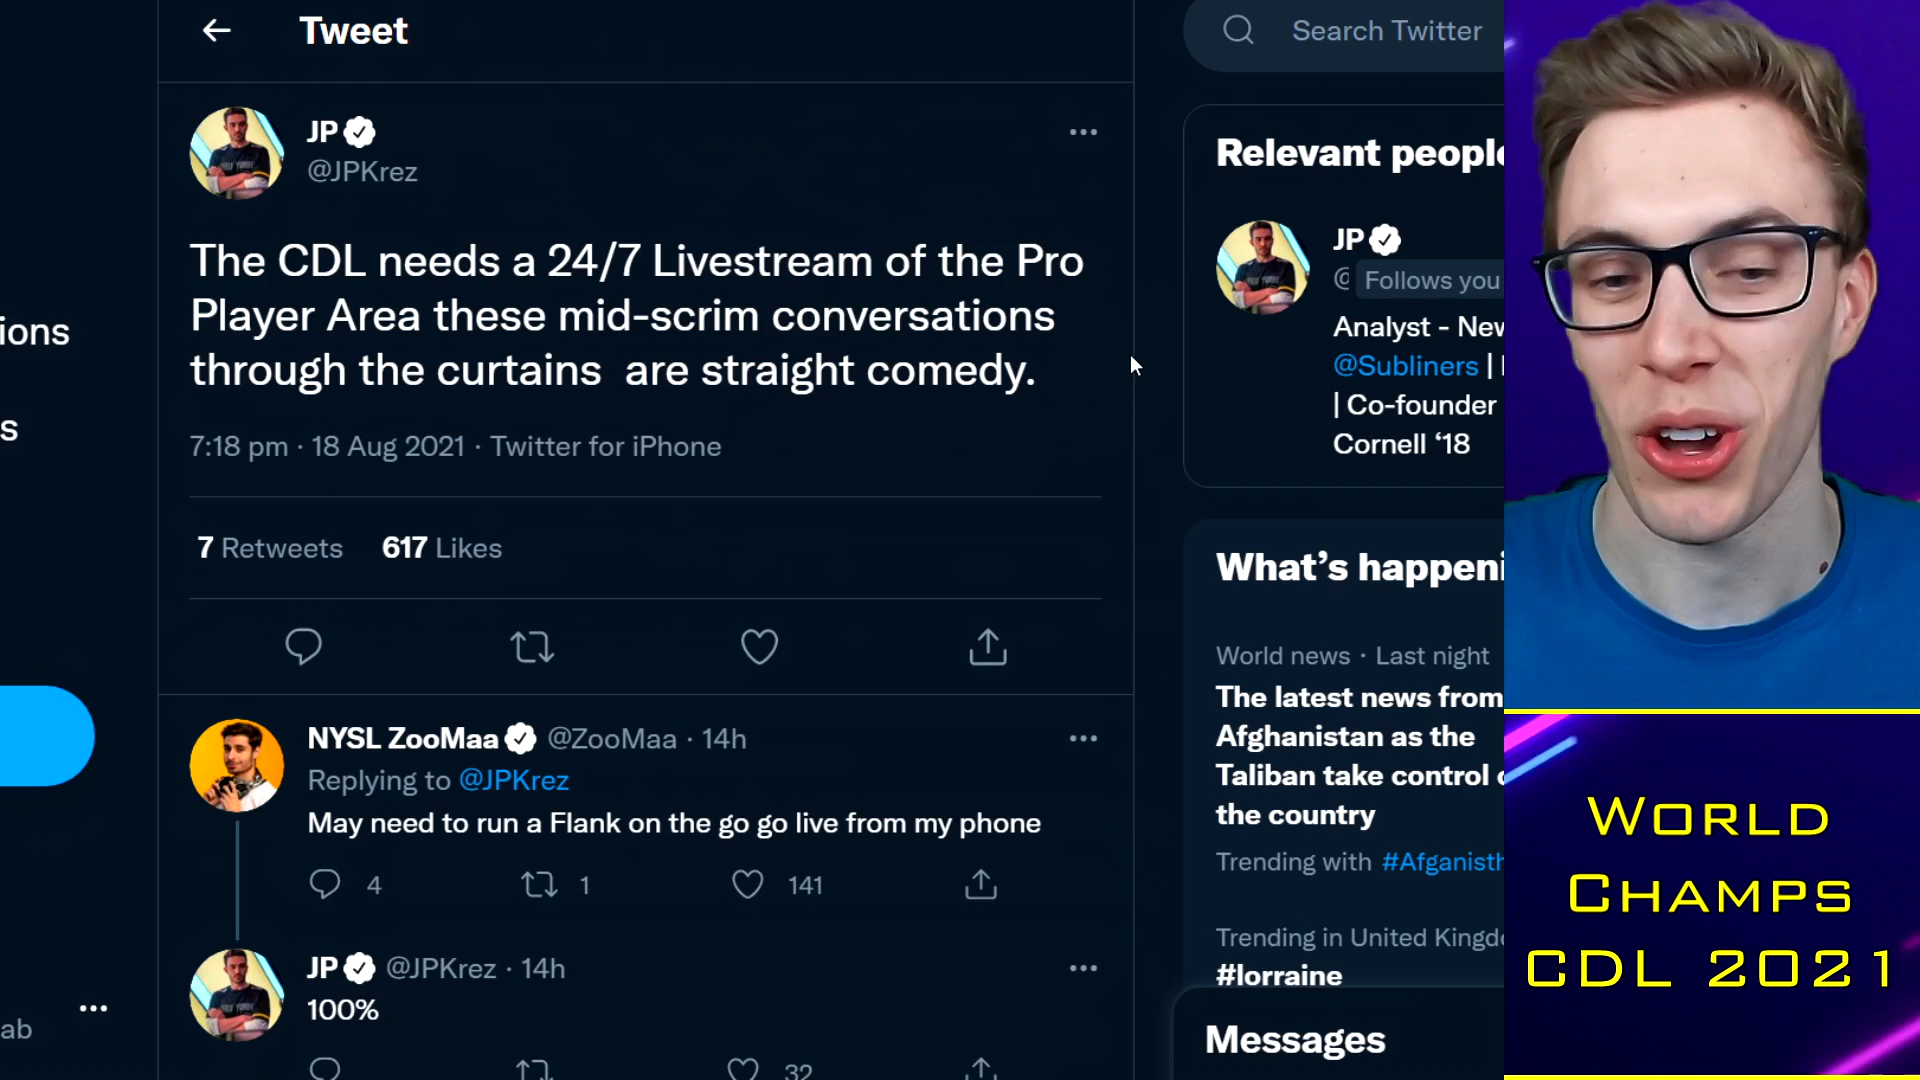 Tweet
Search Twitter
JP
@JPKrez
The CDL needs a 24/7 Livestream of the Pro
Player Area these mid-scrim conversations
through the curtains  are straight comedy.
7:18 pm · 18 Aug 2021 · Twitter for iPhone
7 Retweets 617 Likes
NYSL ZooMaa @ZooMaa · 14h
Replying to @JPKrez
May need to run a Flank on the go go live from my phone
4 1 141
JP @JPKrez · 14h
100%
32
ions
s
ab
Relevant people
JP
@ Follows you
Analyst - New
@Subliners |
| Co-founder
Cornell ‘18
What’s happeni
World news · Last night
The latest news from
Afghanistan as the
Taliban take control
the country
Trending with #Afganisth
Trending in United Kingdo
#lorraine
Messages
WORLD
CHAMPS
CDL 2021